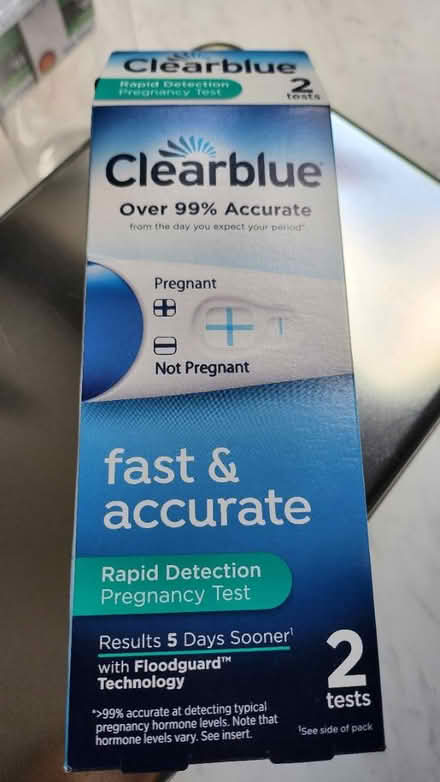 Clearblue
Rapid Detection
Pregnancy Test
2
tests
Clearblue
Over 99% Accurate
from the day you expect your period*
Pregnant
Not Pregnant
fast &
accurate
Rapid Detection
Pregnancy Test
Results 5 Days Sooner¹
with Floodguard™
Technology
2
tests
*>99% accurate at detecting typical
pregnancy hormone levels. Note that
hormone levels vary. See insert.
¹See side of pack